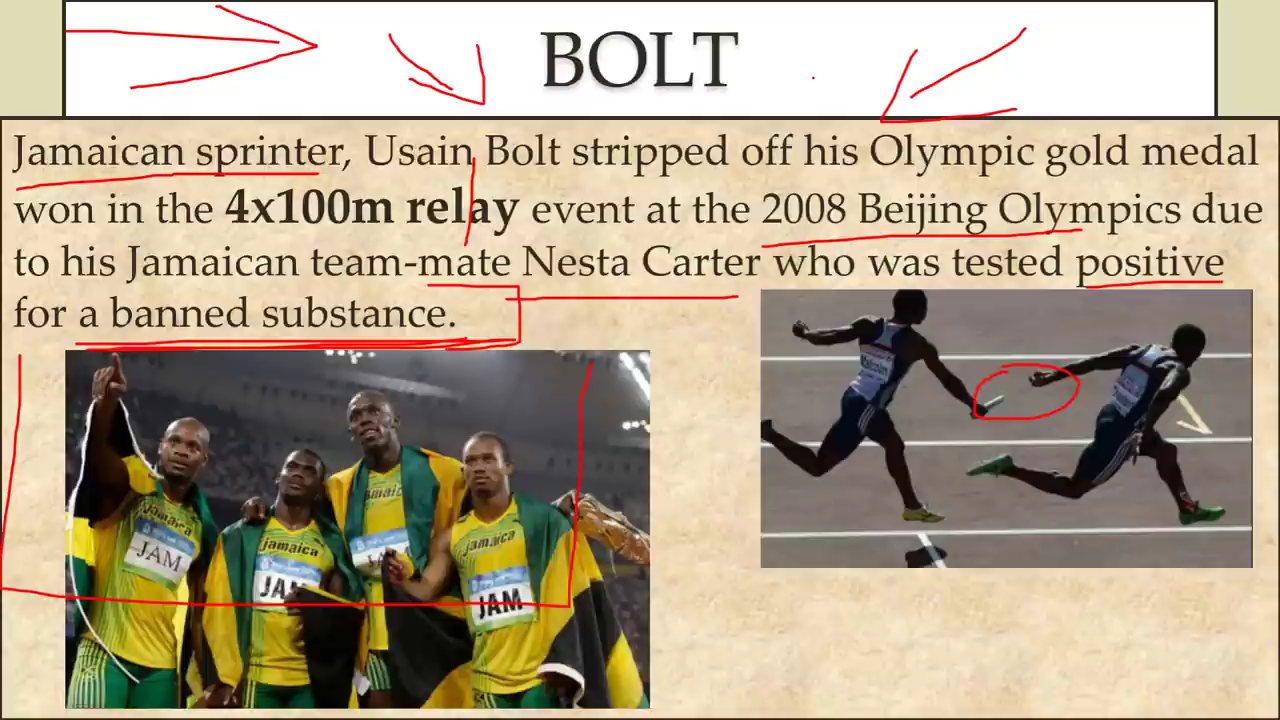 BOLT
Jamaican sprinter, Usain Bolt stripped off his Olympic gold medal
won in the 4x100m relay event at the 2008 Beijing Olympics due
to his Jamaican team-mate Nesta Carter who was tested positive
for a banned substance.
jamaica
JAM
jamaica
JAM
jamaica
JAM
jamaica
JAM
Malcolm